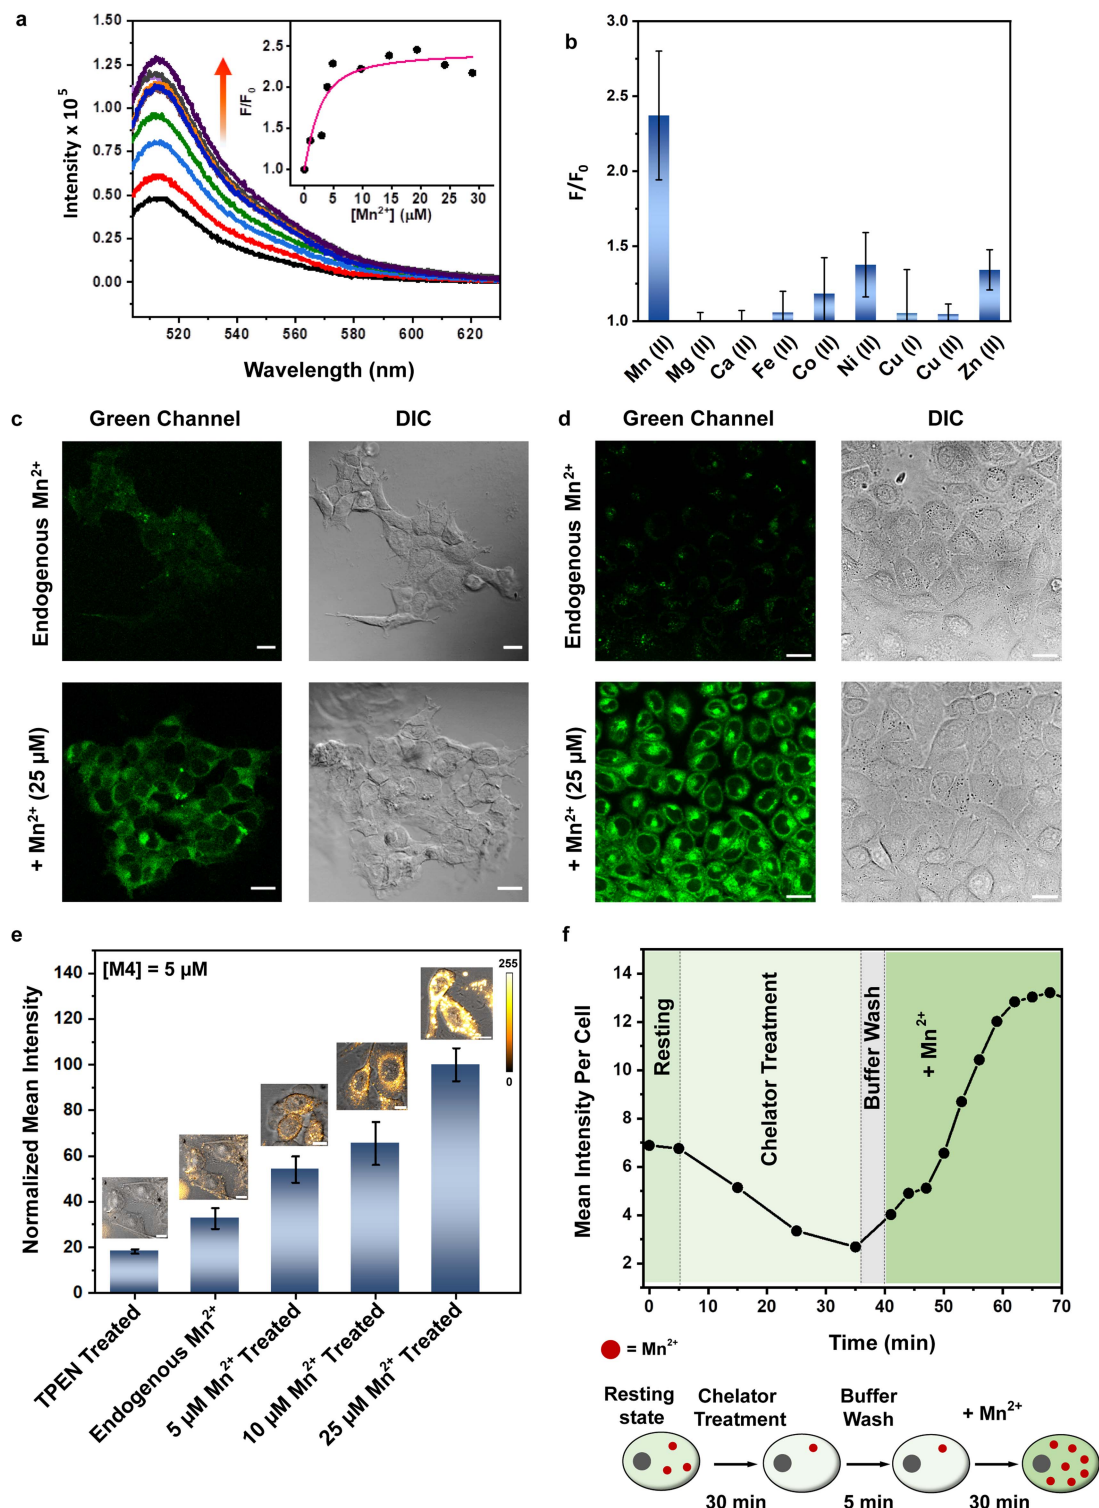 a
1.50
1.25
1.00
0.75
0.50
0.25
0.00
Intensity x 10⁵
520 540 560 580 600 620
Wavelength (nm)
2.5
2.0
1.5
1.0
F/F₀
0 5 10 15 20 25 30
[Mn²⁺] (μM)
b
3.0
2.5
2.0
1.5
1.0
F/F₀
Mn (II)
Mg (II)
Ca (II)
Fe (II)
Co (II)
Ni (II)
Cu (I)
Cu (II)
Zn (II)
c
Green Channel DIC
Endogenous Mn²⁺
+ Mn²⁺ (25 μM)
d
Green Channel DIC
Endogenous Mn²⁺
+ Mn²⁺ (25 μM)
e
[M4] = 5 μM
255
0
140
120
100
80
60
40
20
0
Normalized Mean Intensity
TPEN Treated
Endogenous Mn²⁺
5 μM Mn²⁺ Treated
10 μM Mn²⁺ Treated
25 μM Mn²⁺ Treated
f
14
12
10
8
6
4
2
Mean Intensity Per Cell
Resting
Chelator Treatment
Buffer Wash
+ Mn²⁺
0 10 20 30 40 50 60 70
Time (min)
= Mn²⁺
Resting
state
Chelator
Treatment
Buffer
Wash
+ Mn²⁺
30 min 5 min 30 min